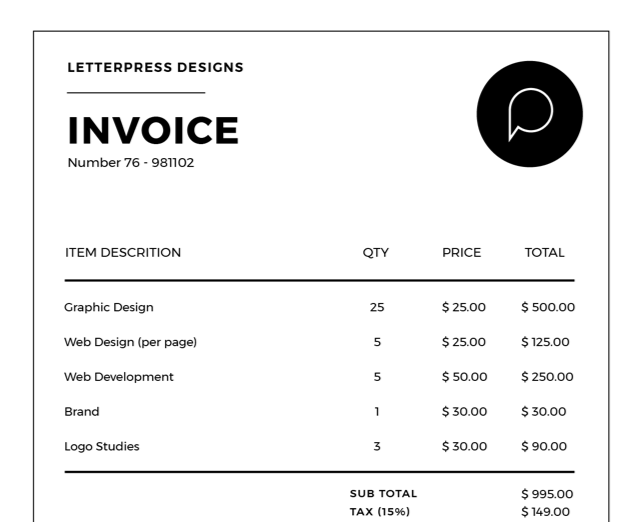 LETTERPRESS DESIGNS
INVOICE
Number 76 - 981102
ITEM DESCRITION QTY PRICE TOTAL
Graphic Design 25 $ 25.00 $ 500.00
Web Design (per page) 5 $ 25.00 $ 125.00
Web Development 5 $ 50.00 $ 250.00
Brand 1 $ 30.00 $ 30.00
Logo Studies 3 $ 30.00 $ 90.00
SUB TOTAL $ 995.00
TAX (15%) $ 149.00